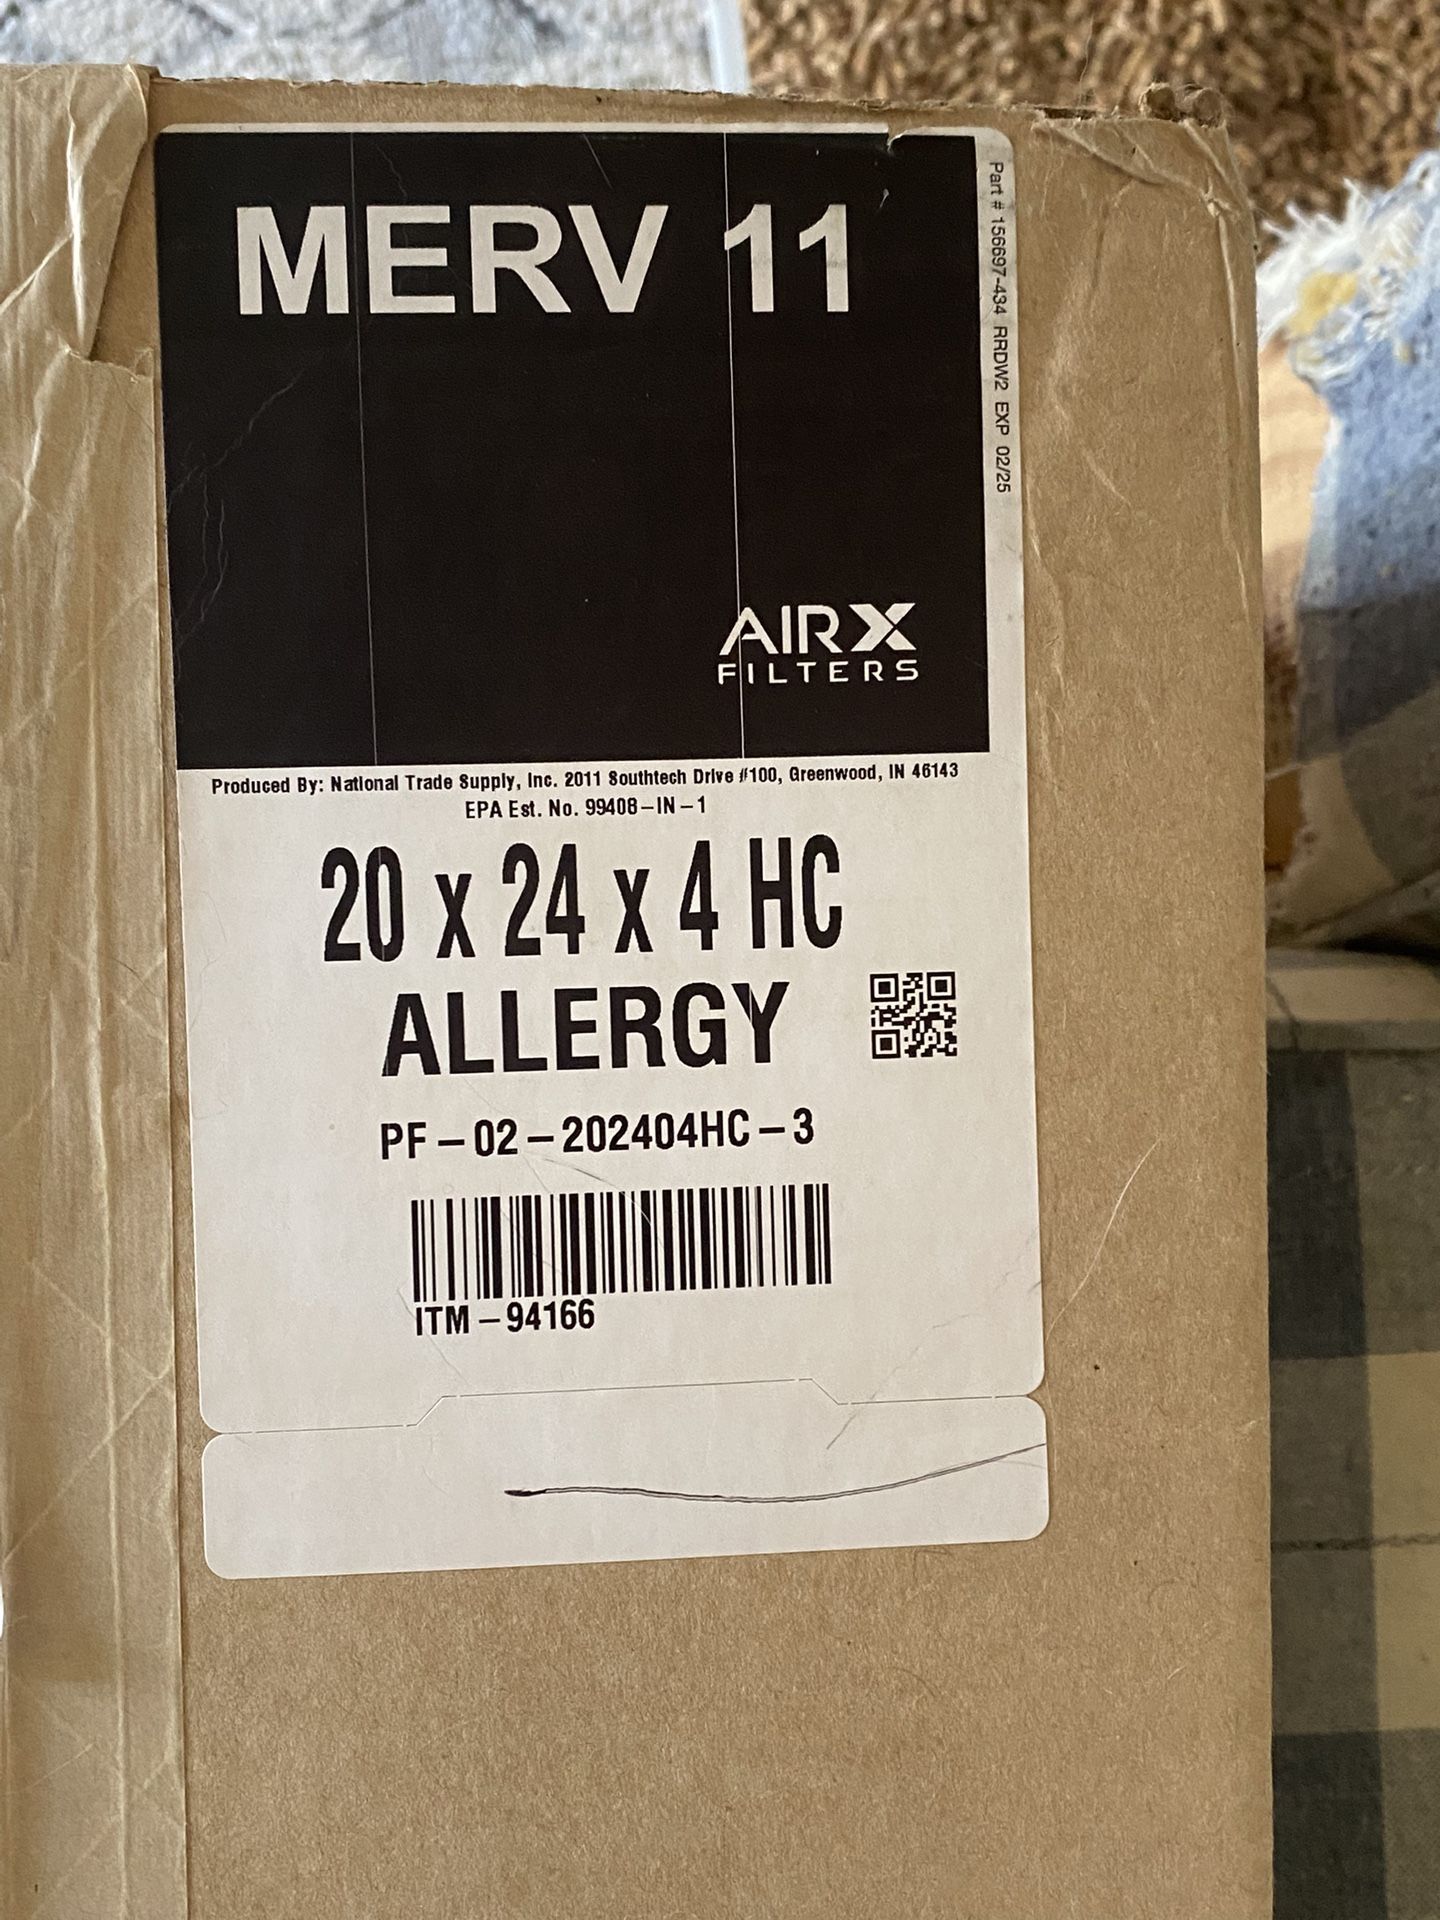 MERV 11
Part # 156697-434 RRDW2 EXP 02/25
AIRX
FILTERS
Produced By: National Trade Supply, Inc. 2011 Southtech Drive #100, Greenwood, IN 46143
EPA Est. No. 99408-IN-1
20 x 24 x 4 HC
ALLERGY
PF-02-202404HC-3
ITM-94166